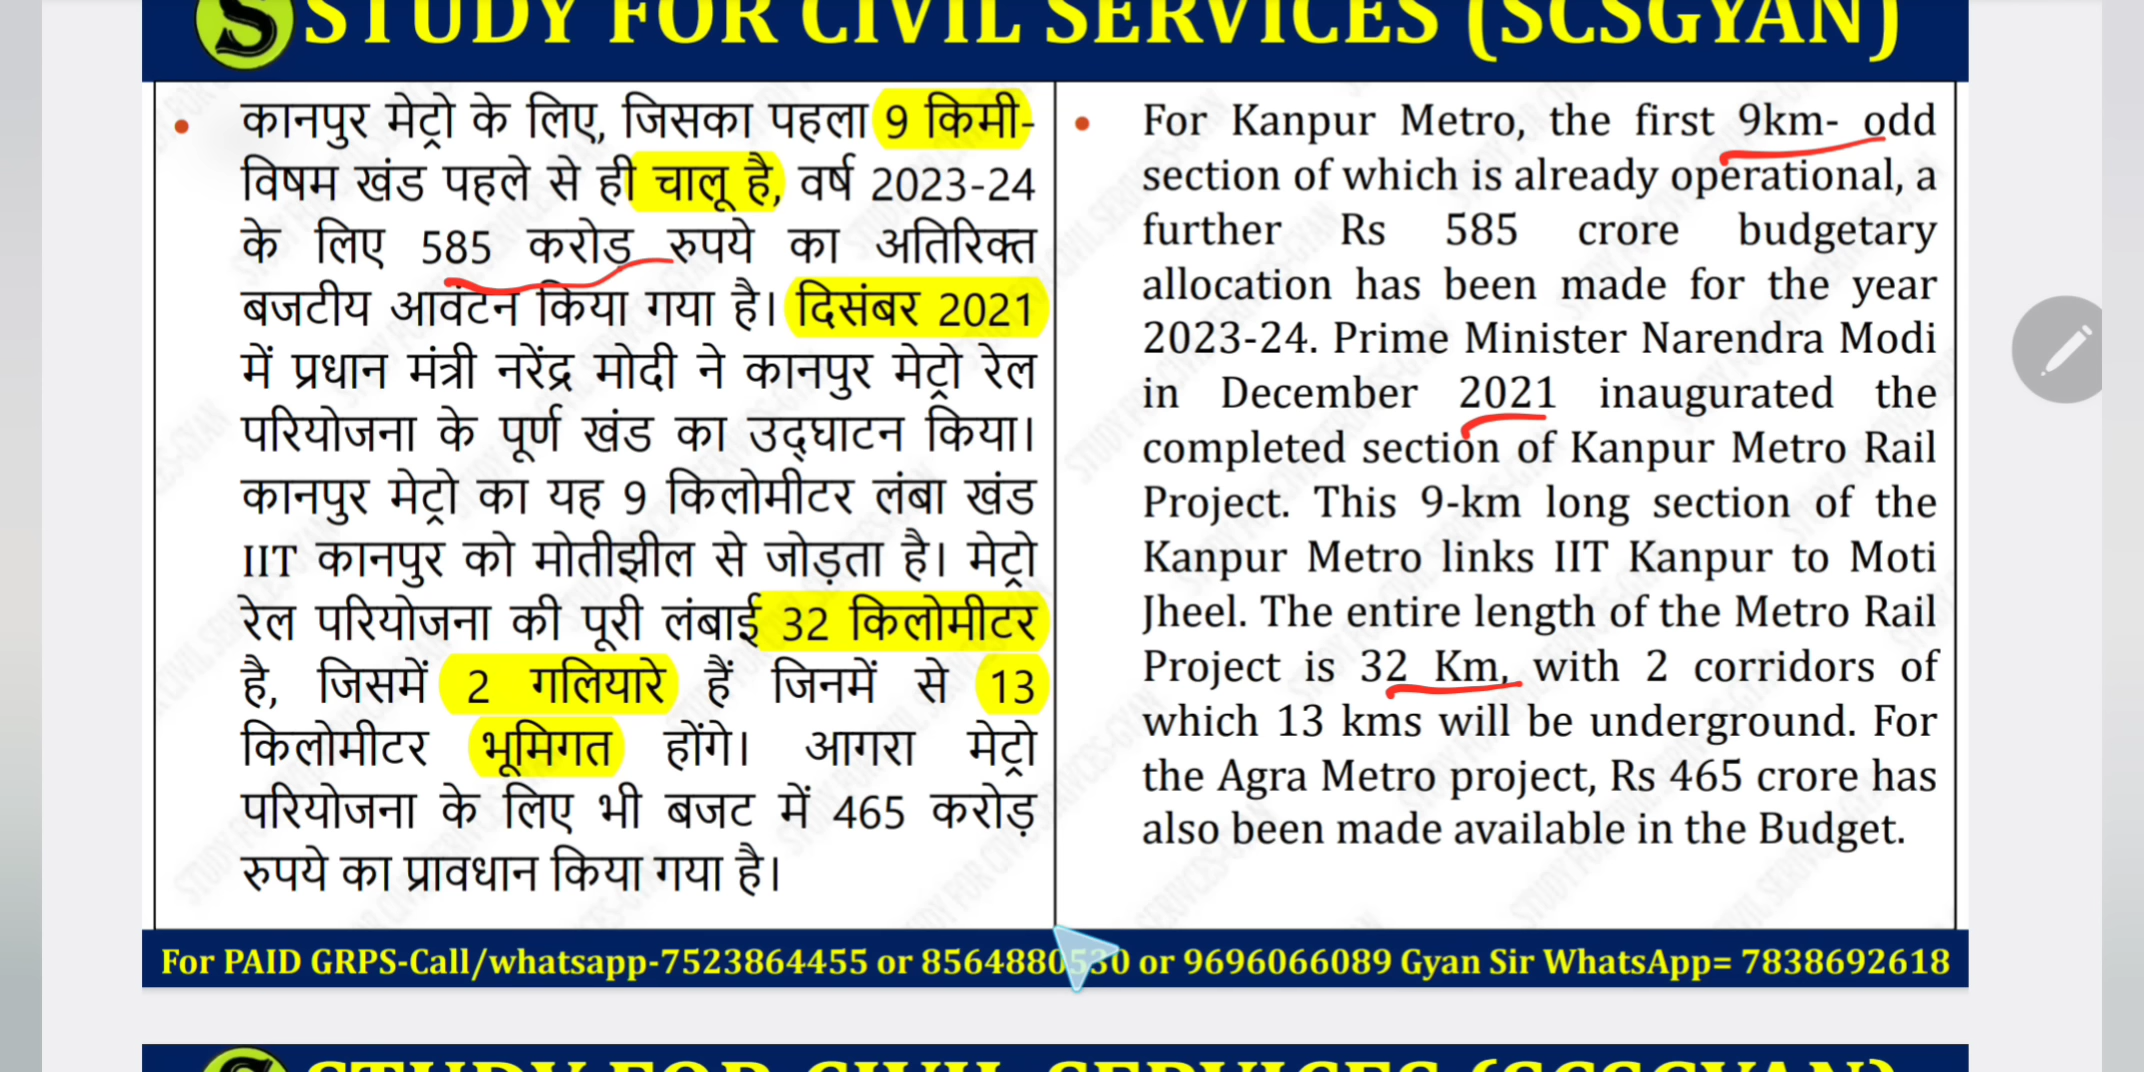 STUDY FOR CIVIL SERVICES (SCSGYAN)
कानपुर मेट्रो के लिए, जिसका पहला 9 किमी-
विषम खंड पहले से ही चालू है, वर्ष 2023-24
के लिए 585 करोड़ रुपये का अतिरिक्त
बजटीय आवंटन किया गया है। दिसंबर 2021
में प्रधान मंत्री नरेंद्र मोदी ने कानपुर मेट्रो रेल
परियोजना के पूर्ण खंड का उद्घाटन किया।
कानपुर मेट्रो का यह 9 किलोमीटर लंबा खंड
IIT कानपुर को मोतीझील से जोड़ता है। मेट्रो
रेल परियोजना की पूरी लंबाई 32 किलोमीटर
है, जिसमें 2 गलियारे हैं जिनमें से 13
किलोमीटर भूमिगत होंगे। आगरा मेट्रो
परियोजना के लिए भी बजट में 465 करोड़
रुपये का प्रावधान किया गया है।
For Kanpur Metro, the first 9km- odd
section of which is already operational, a
further Rs 585 crore budgetary
allocation has been made for the year
2023-24. Prime Minister Narendra Modi
in December 2021 inaugurated the
completed section of Kanpur Metro Rail
Project. This 9-km long section of the
Kanpur Metro links IIT Kanpur to Moti
Jheel. The entire length of the Metro Rail
Project is 32 Km, with 2 corridors of
which 13 kms will be underground. For
the Agra Metro project, Rs 465 crore has
also been made available in the Budget.
For PAID GRPS-Call/whatsapp-7523864455 or 8564880530 or 9696066089 Gyan Sir WhatsApp= 7838692618
STUDY FOR CIVIL SERVICES (SCSGYAN)